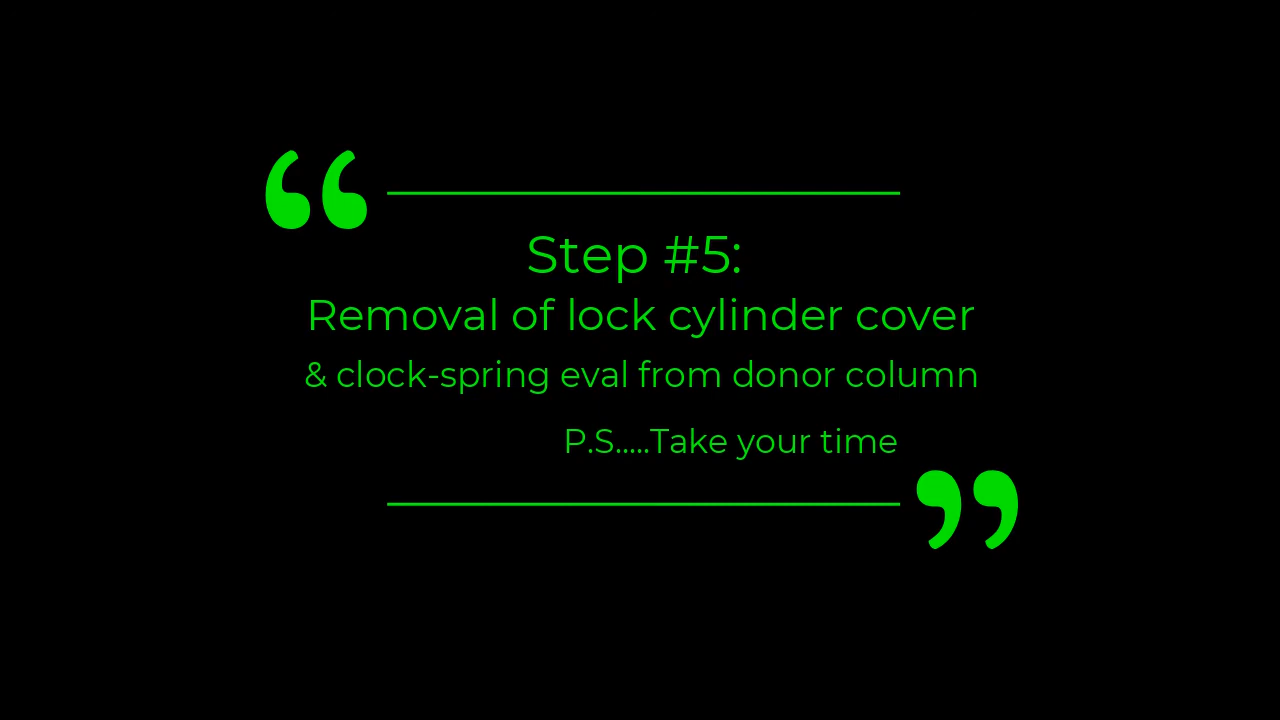 Step #5:
Removal of lock cylinder cover
& clock-spring eval from donor column
P.S.....Take your time